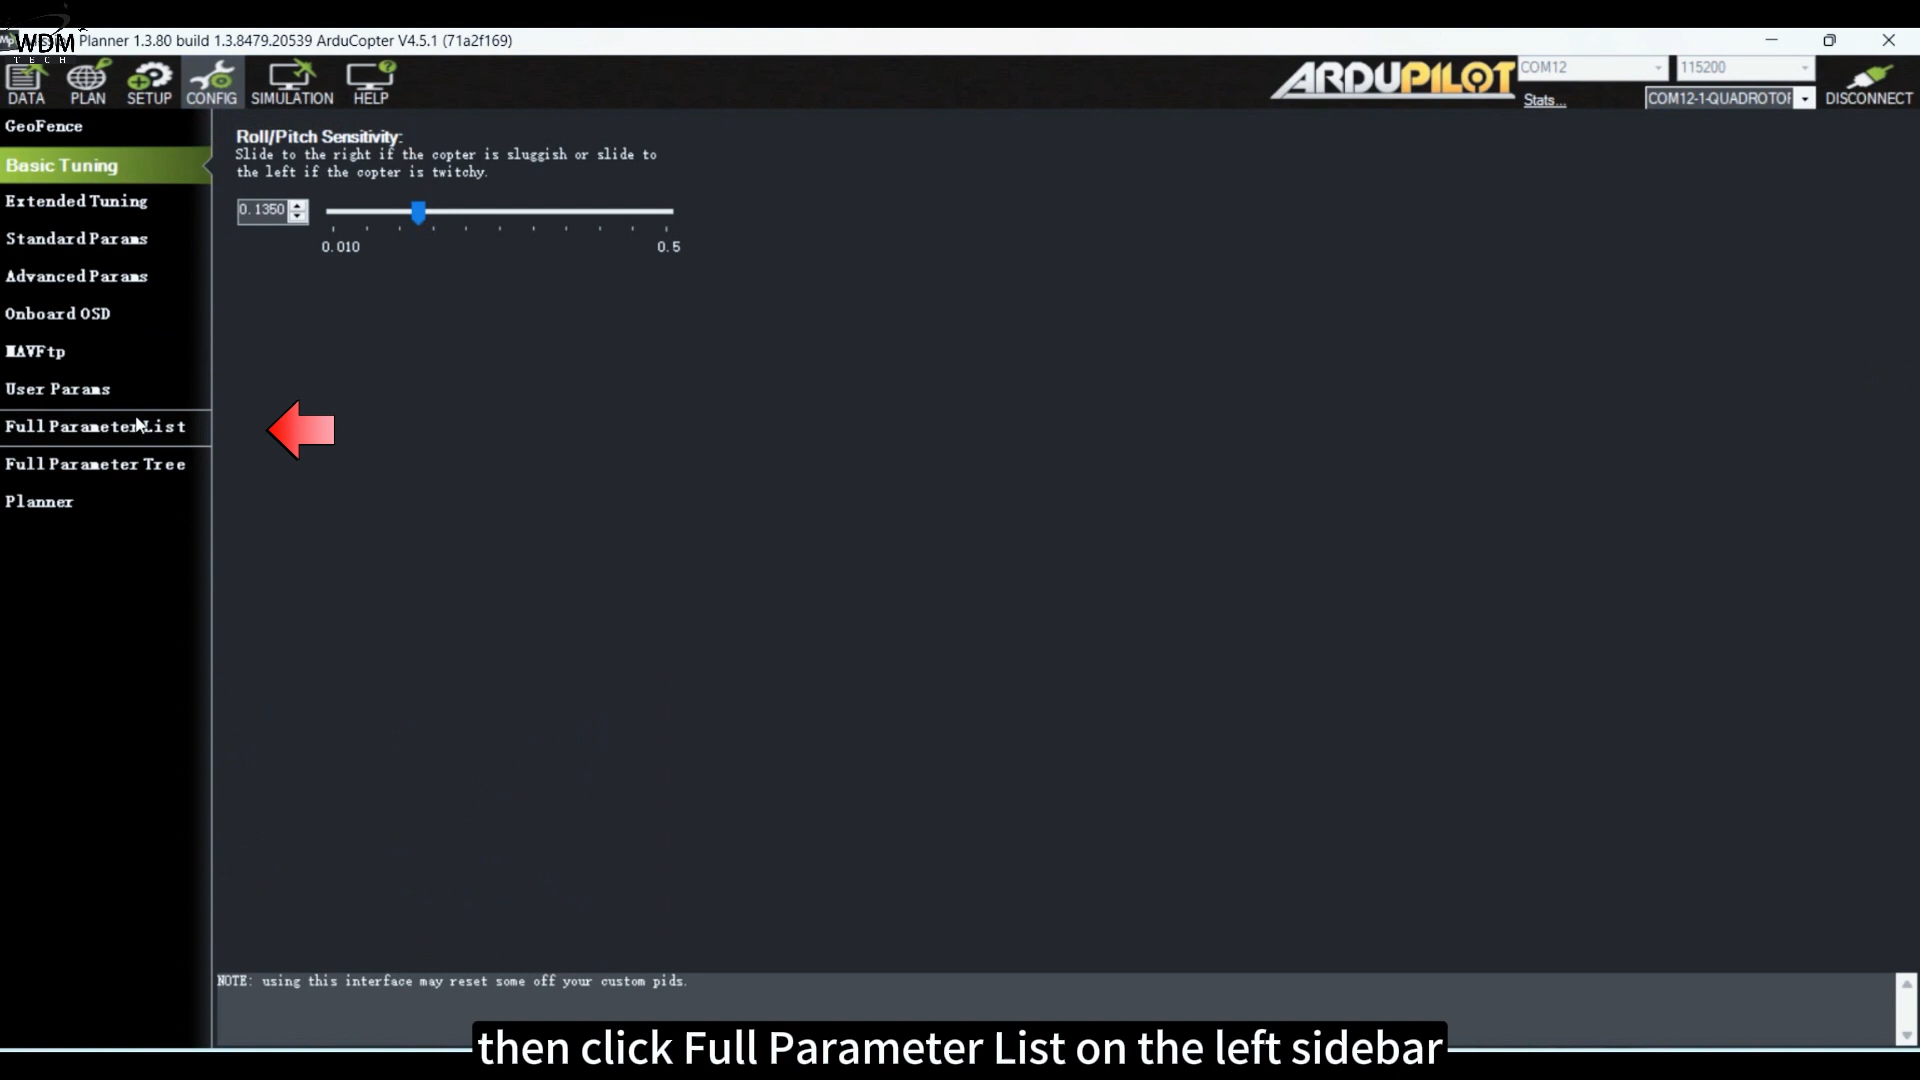 WDM
TECH
Planner 1.3.80 build 1.3.8479.20539 ArduCopter V4.5.1 (71a2f169)
DATA
PLAN
SETUP
CONFIG
SIMULATION
HELP
ARDUPILOT
COM12
115200
Stats...
COM12-1-QUADROTOR
DISCONNECT
GeoFence
Basic Tuning
Extended Tuning
Standard Params
Advanced Params
Onboard OSD
MAVFtp
User Params
Full Parameter List
Full Parameter Tree
Planner
Roll/Pitch Sensitivity:
Slide to the right if the copter is sluggish or slide to
the left if the copter is twitchy.
0.1350
0.010
0.5
NOTE: using this interface may reset some off your custom pids.
then click Full Parameter List on the left sidebar